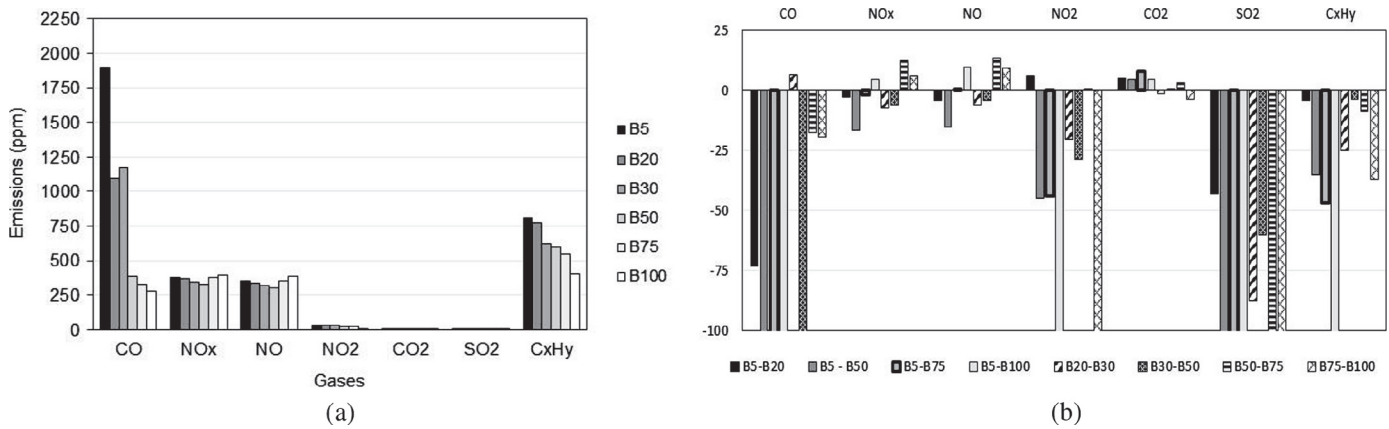 2250
2000
1750
1500
1250
1000
750
500
250
0
Emissions (ppm)
CO NOx NO NO2 CO2 SO2 CxHy
Gases
B5
B20
B30
B50
B75
B100
(a)
CO NOx NO NO2 CO2 SO2 CxHy
25
0
-25
-50
-75
-100
B5-B20 B5 - B50 B5-B75 B5-B100 B20-B30 B30-B50 B50-B75 B75-B100
(b)